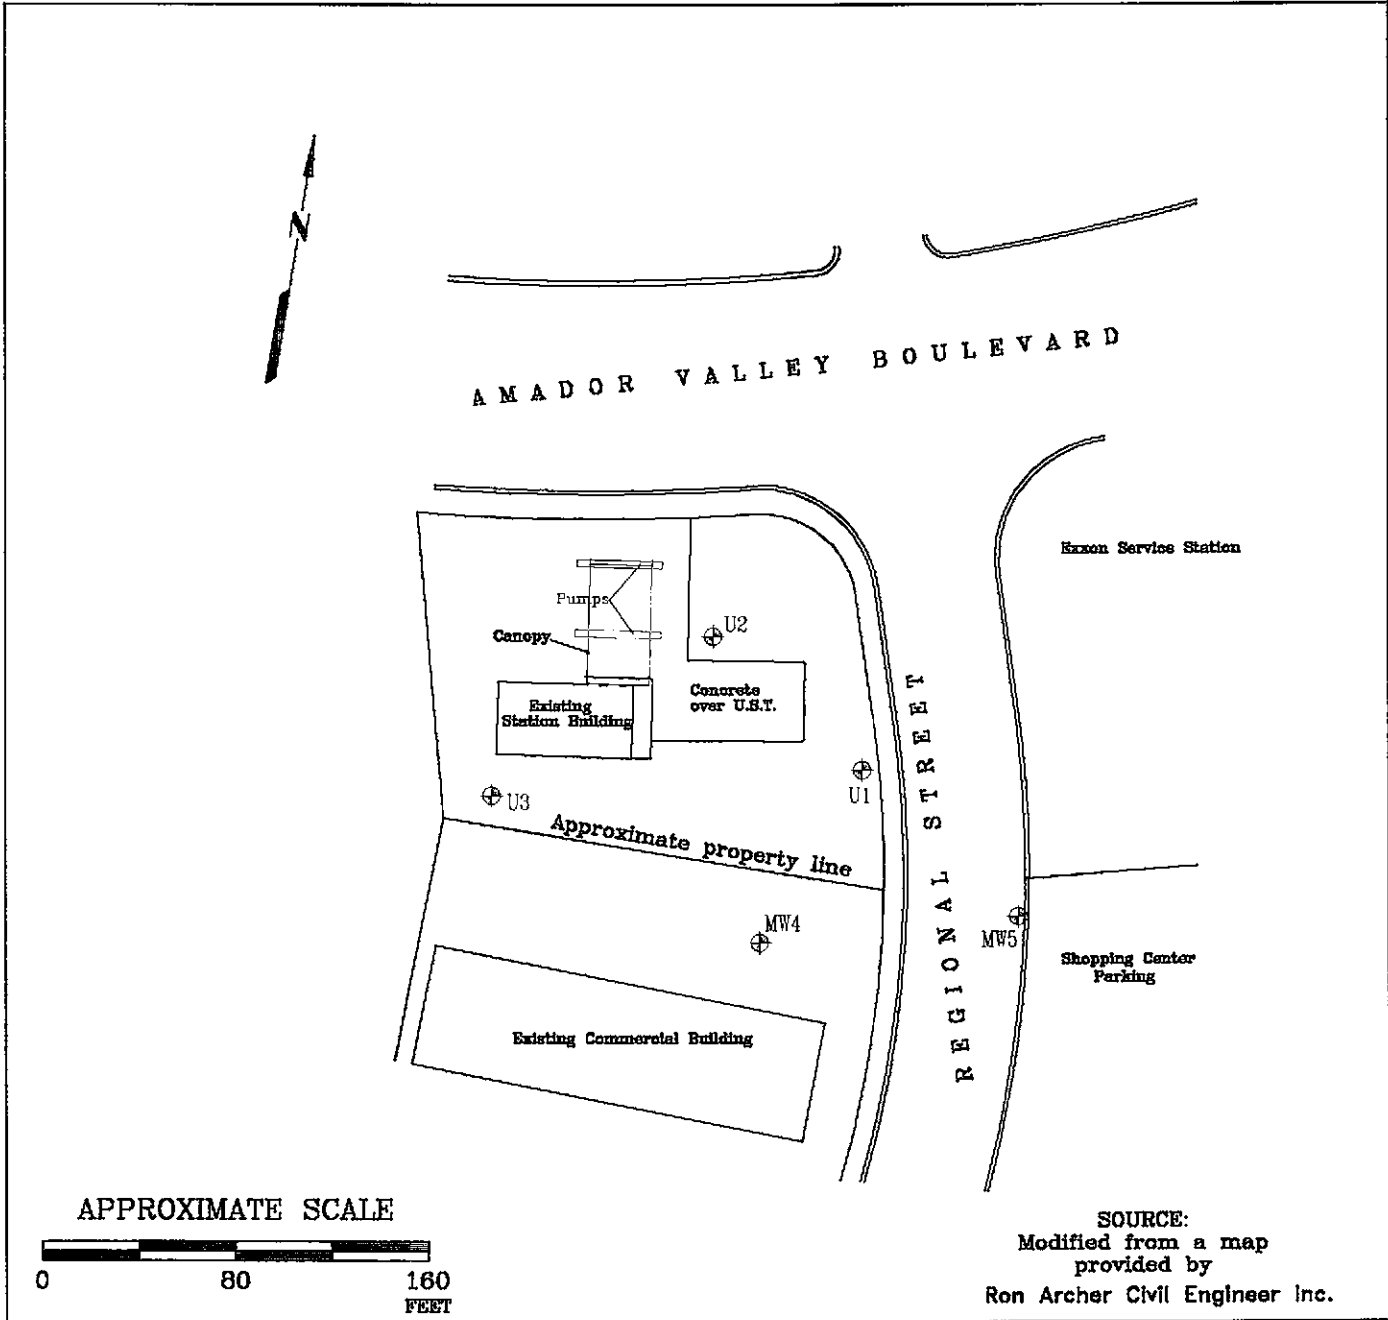 N
AMADOR VALLEY BOULEVARD
Exxon Service Station
Pumps
U2
Canopy
Concrete
over U.S.T.
Existing
Station Building
REGIONAL STREET
U1
U3
Approximate property line
MW4
MW5
Shopping Center
Parking
Existing Commercial Building
APPROXIMATE SCALE
0 80 160
FEET
SOURCE:
Modified from a map
provided by
Ron Archer Civil Engineer Inc.